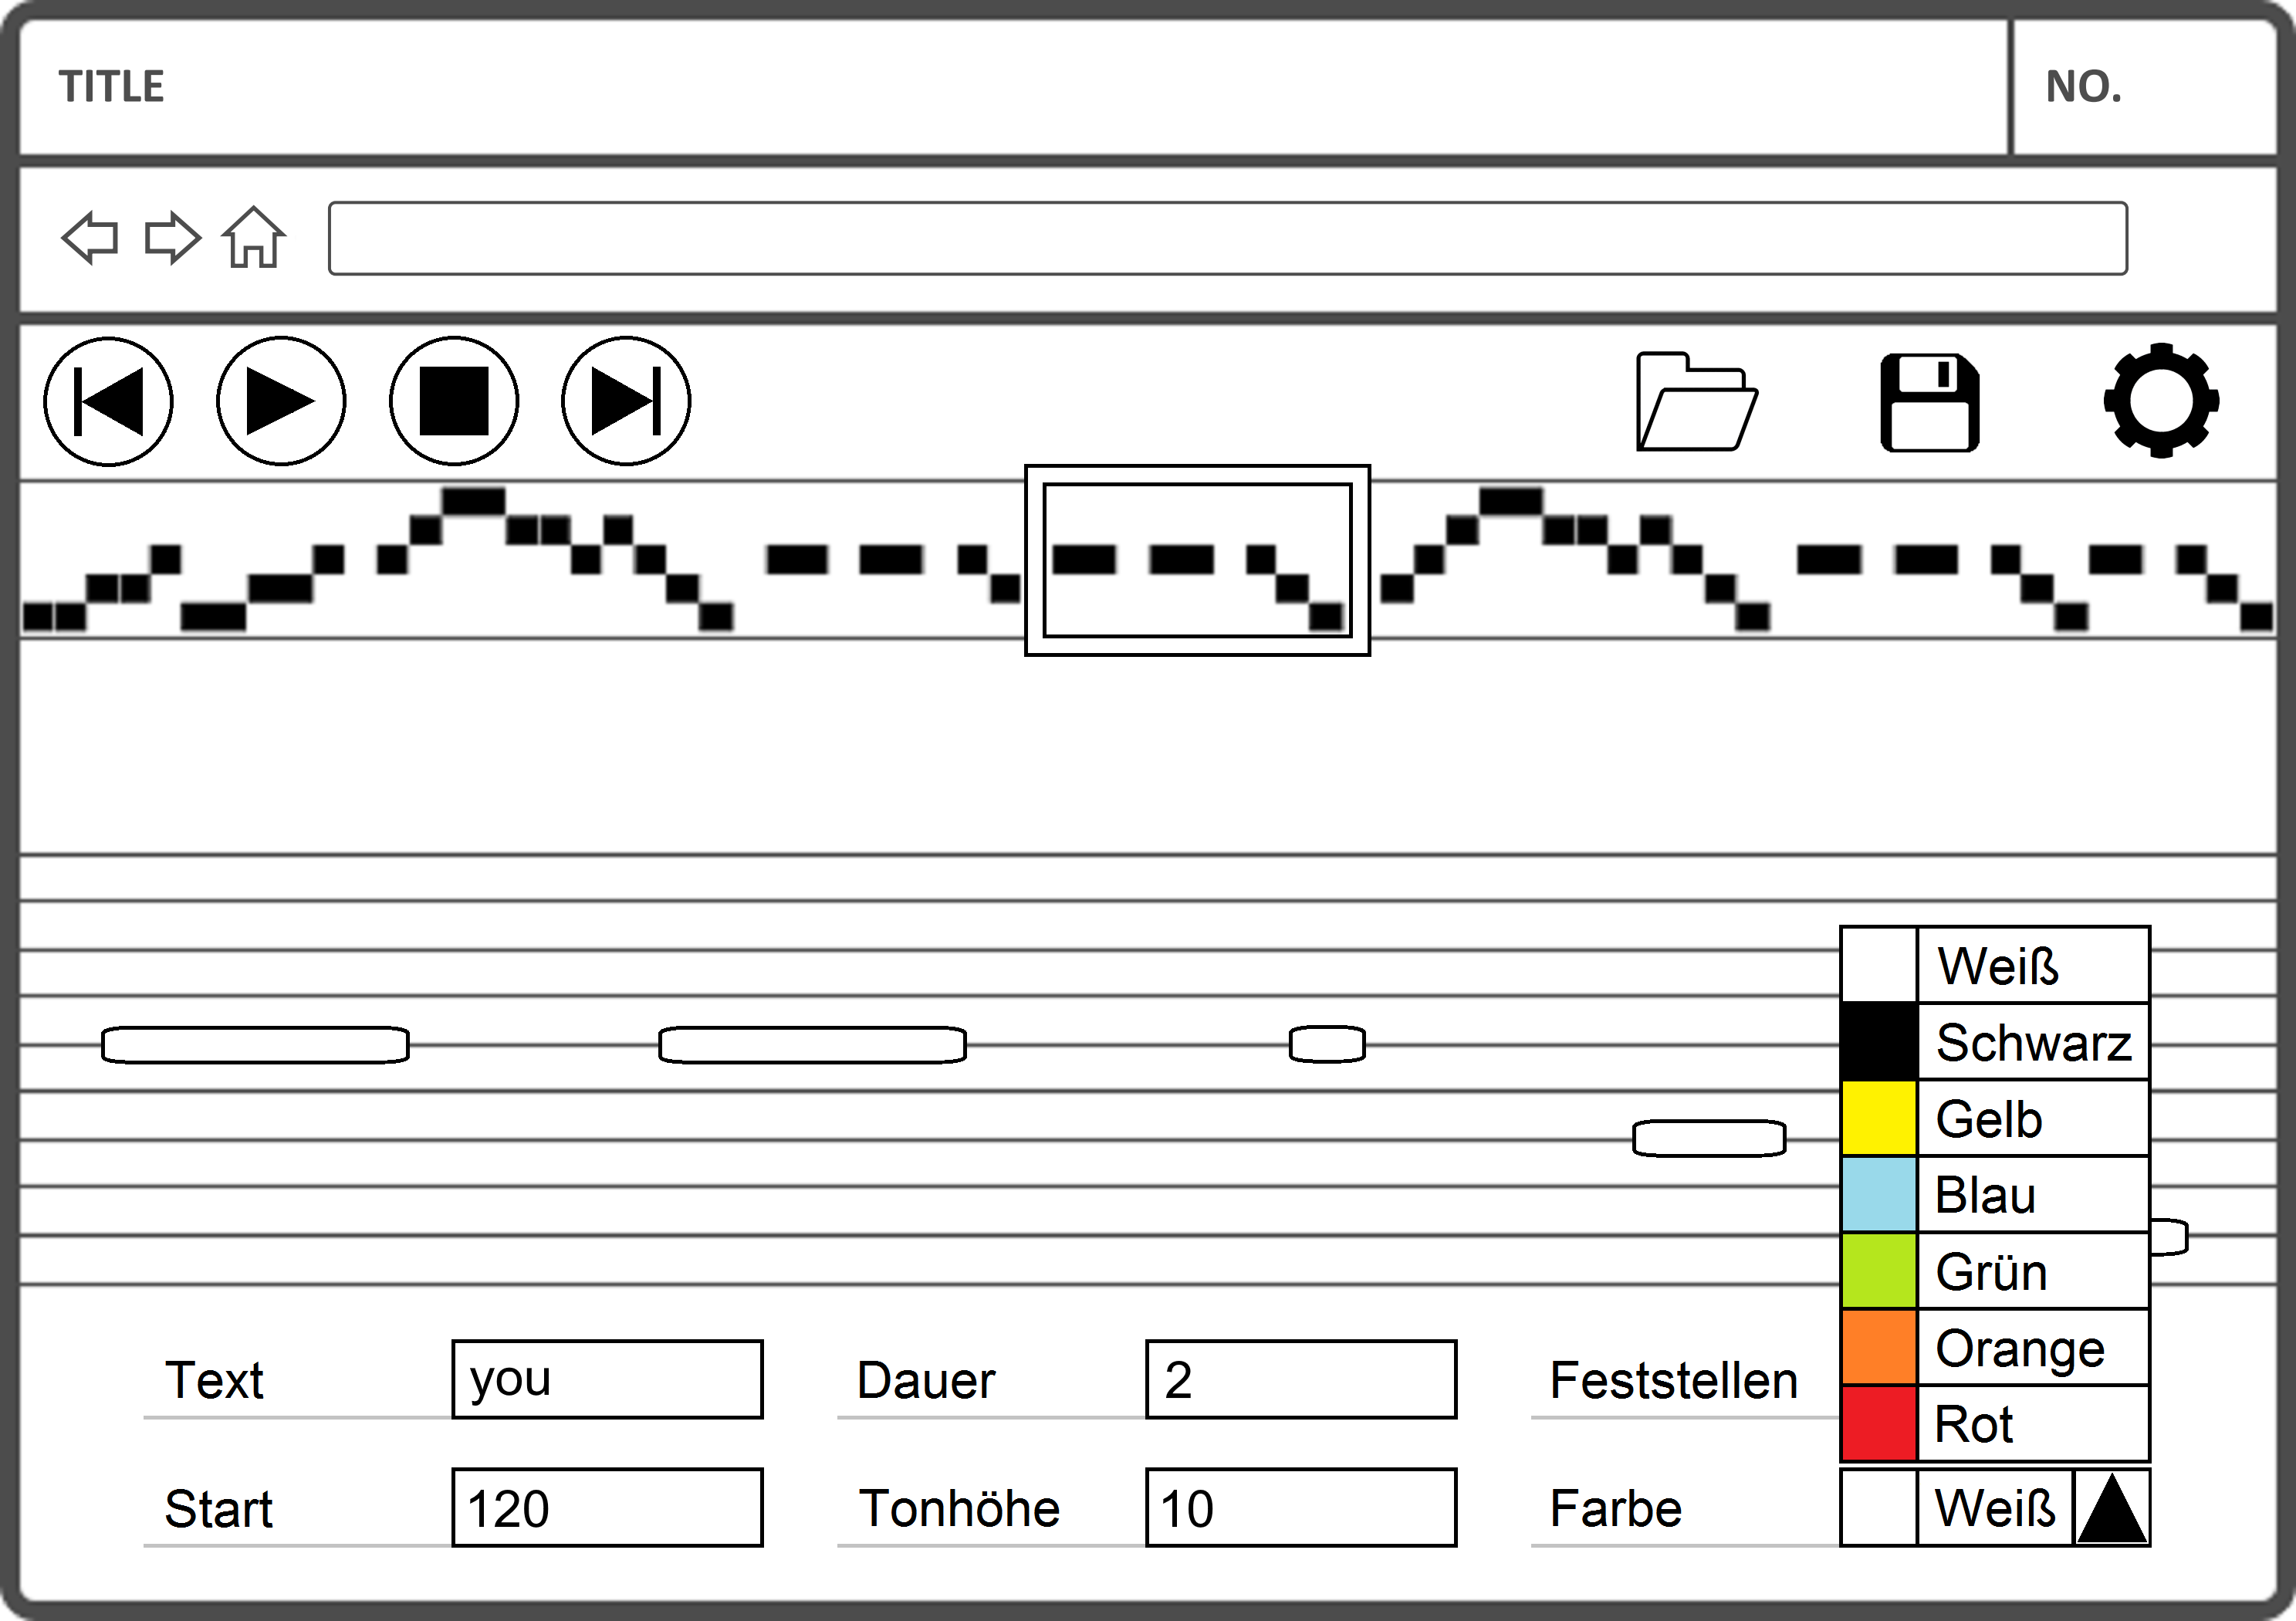 TITLE NO.
Weiß
Schwarz
Gelb
Blau
Grün
Orange
Rot
Text you Dauer 2 Feststellen
Start 120 Tonhöhe 10 Farbe Weiß